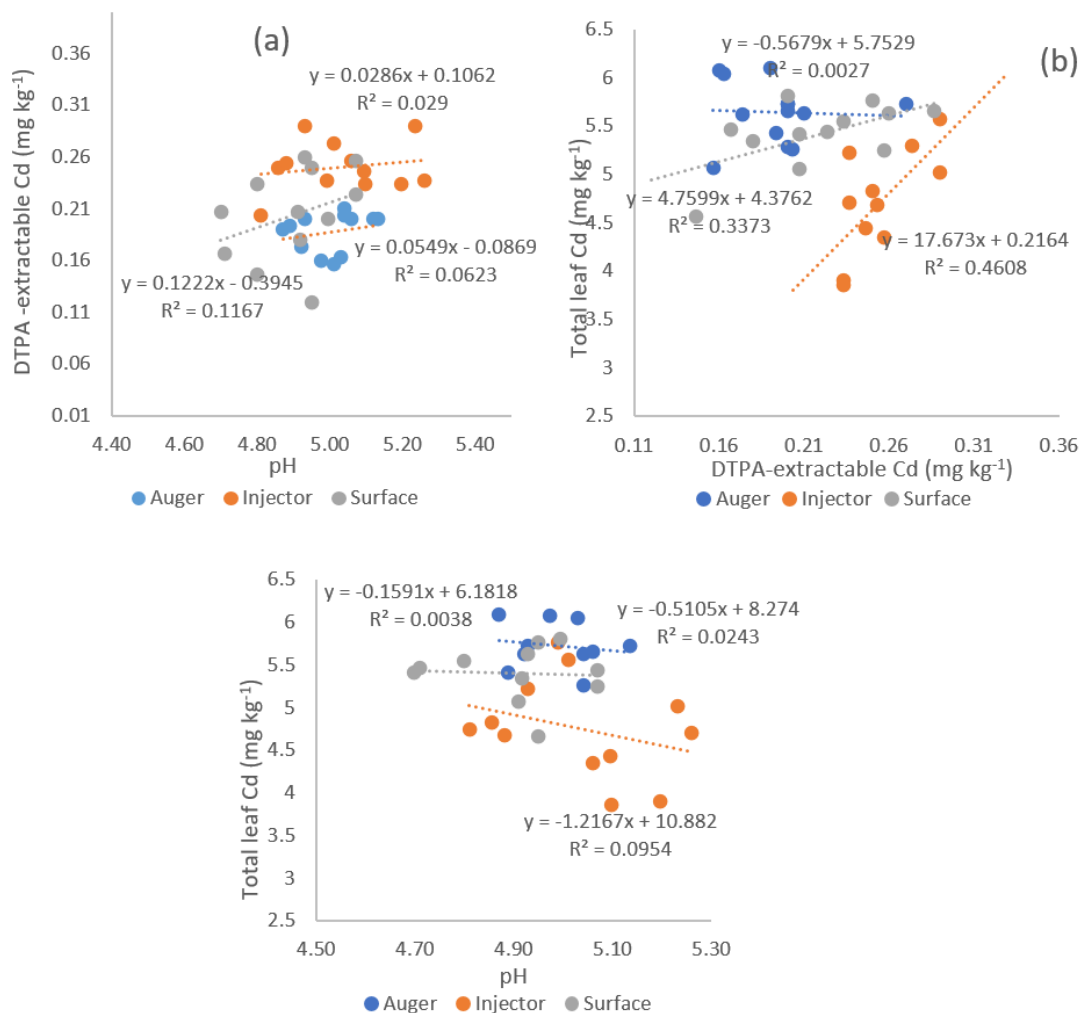 (a)
DTPA -extractable Cd (mg kg⁻¹)
0.36
0.31
0.26
0.21
0.16
0.11
0.06
0.01
y = 0.0286x + 0.1062
R² = 0.029
y = 0.0549x - 0.0869
R² = 0.0623
y = 0.1222x - 0.3945
R² = 0.1167
4.40 4.60 4.80 5.00 5.20 5.40
pH
Auger Injector Surface
(b)
Total leaf Cd (mg kg⁻¹)
6.5
6
5.5
5
4.5
4
3.5
3
2.5
y = -0.5679x + 5.7529
R² = 0.0027
y = 4.7599x + 4.3762
R² = 0.3373
y = 17.673x + 0.2164
R² = 0.4608
0.11 0.16 0.21 0.26 0.31 0.36
DTPA-extractable Cd (mg kg⁻¹)
Auger Injector Surface
Total leaf Cd (mg kg⁻¹)
6.5
6
5.5
5
4.5
4
3.5
3
2.5
y = -0.1591x + 6.1818
R² = 0.0038
y = -0.5105x + 8.274
R² = 0.0243
y = -1.2167x + 10.882
R² = 0.0954
4.50 4.70 4.90 5.10 5.30
pH
Auger Injector Surface